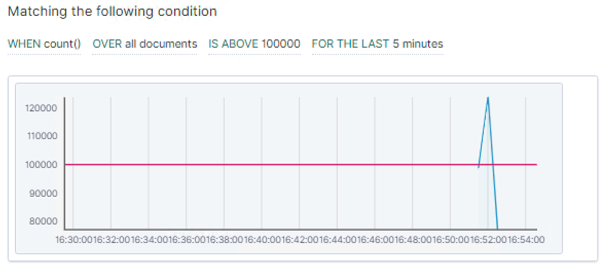 Matching the following condition
WHEN count() OVER all documents IS ABOVE 100000 FOR THE LAST 5 minutes
120000
110000
100000
90000
80000
16:30:00 16:32:00 16:34:00 16:36:00 16:38:00 16:40:00 16:42:00 16:44:00 16:46:00 16:48:00 16:50:00 16:52:00 16:54:00